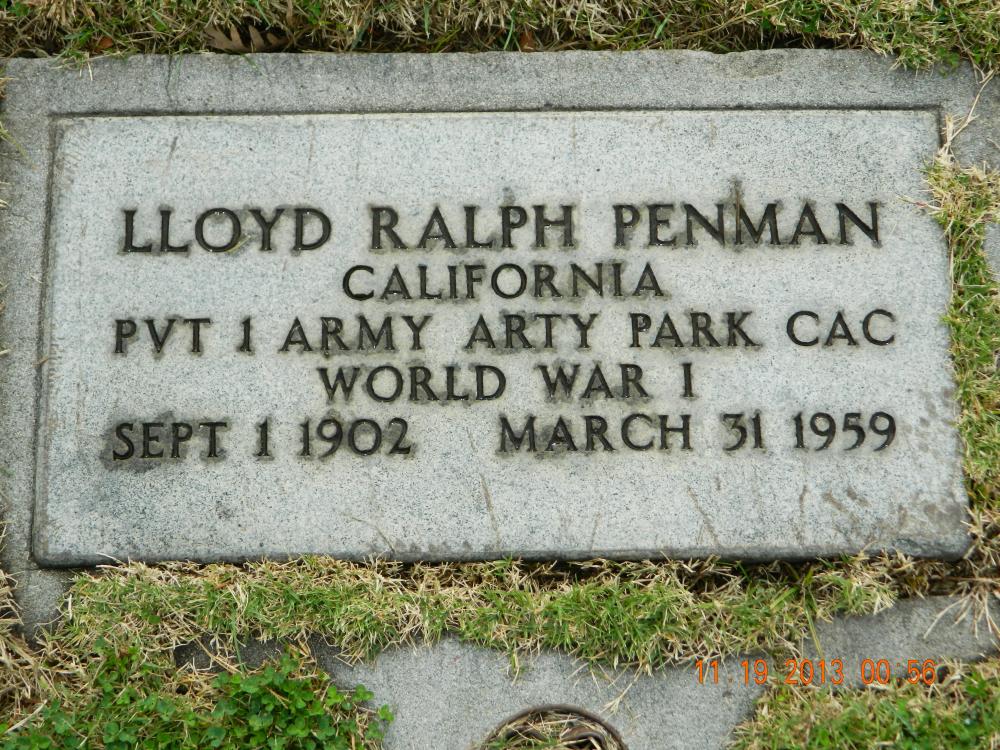 LLOYD RALPH PENMAN
CALIFORNIA
PVT 1 ARMY ARTY PARK CAC
WORLD WAR I
SEPT 1 1902 MARCH 31 1959
11.19.2013 00:56